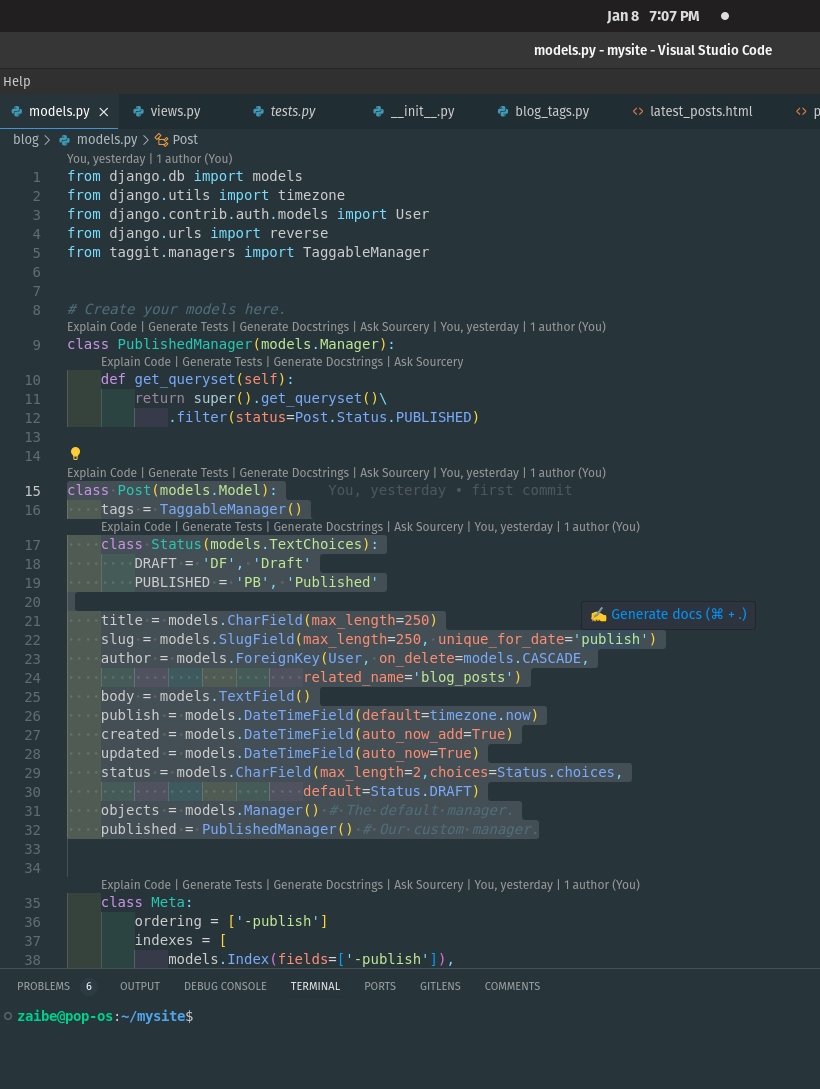 Jan 8 7:07 PM
models.py - mysite - Visual Studio Code
Help
models.py views.py tests.py __init__.py blog_tags.py latest_posts.html p
blog > models.py > Post
You, yesterday | 1 author (You)
1 from django.db import models
2 from django.utils import timezone
3 from django.contrib.auth.models import User
4 from django.urls import reverse
5 from taggit.managers import TaggableManager
6
7
8 # Create your models here.
Explain Code | Generate Tests | Generate Docstrings | Ask Sourcery | You, yesterday | 1 author (You)
9 class PublishedManager(models.Manager):
Explain Code | Generate Tests | Generate Docstrings | Ask Sourcery
10 def get_queryset(self):
11 return super().get_queryset()\
12 .filter(status=Post.Status.PUBLISHED)
13
14
Explain Code | Generate Tests | Generate Docstrings | Ask Sourcery | You, yesterday | 1 author (You)
15 class Post(models.Model): You, yesterday • first commit
16 tags = TaggableManager()
Explain Code | Generate Tests | Generate Docstrings | Ask Sourcery | You, yesterday | 1 author (You)
17 class Status(models.TextChoices):
18 DRAFT = 'DF', 'Draft'
19 PUBLISHED = 'PB', 'Published'
20
21 title = models.CharField(max_length=250)
✍️ Generate docs (⌘ + .)
22 slug = models.SlugField(max_length=250, unique_for_date='publish')
23 author = models.ForeignKey(User, on_delete=models.CASCADE,
24 related_name='blog_posts')
25 body = models.TextField()
26 publish = models.DateTimeField(default=timezone.now)
27 created = models.DateTimeField(auto_now_add=True)
28 updated = models.DateTimeField(auto_now=True)
29 status = models.CharField(max_length=2,choices=Status.choices,
30 default=Status.DRAFT)
31 objects = models.Manager() # The default manager.
32 published = PublishedManager() # Our custom manager.
33
34
Explain Code | Generate Tests | Generate Docstrings | Ask Sourcery | You, yesterday | 1 author (You)
35 class Meta:
36 ordering = ['-publish']
37 indexes = [
38 models.Index(fields=['-publish']),
PROBLEMS 6 OUTPUT DEBUG CONSOLE TERMINAL PORTS GITLENS COMMENTS
zaibe@pop-os:~/mysite$